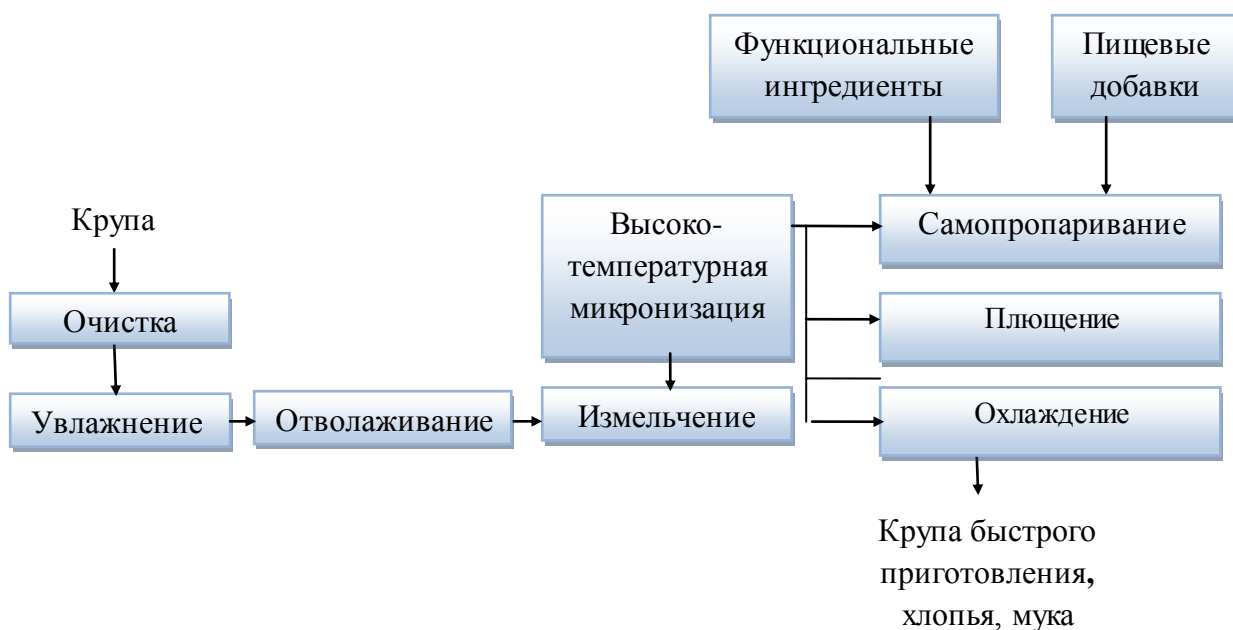 Функциональные
ингредиенты
Пищевые
добавки
Крупа
Высоко-
температурная
микронизация
Самопропаривание
Очистка
Плющение
Увлажнение
Отволаживание
Измельчение
Охлаждение
Крупа быстрого
приготовления,
хлопья, мука